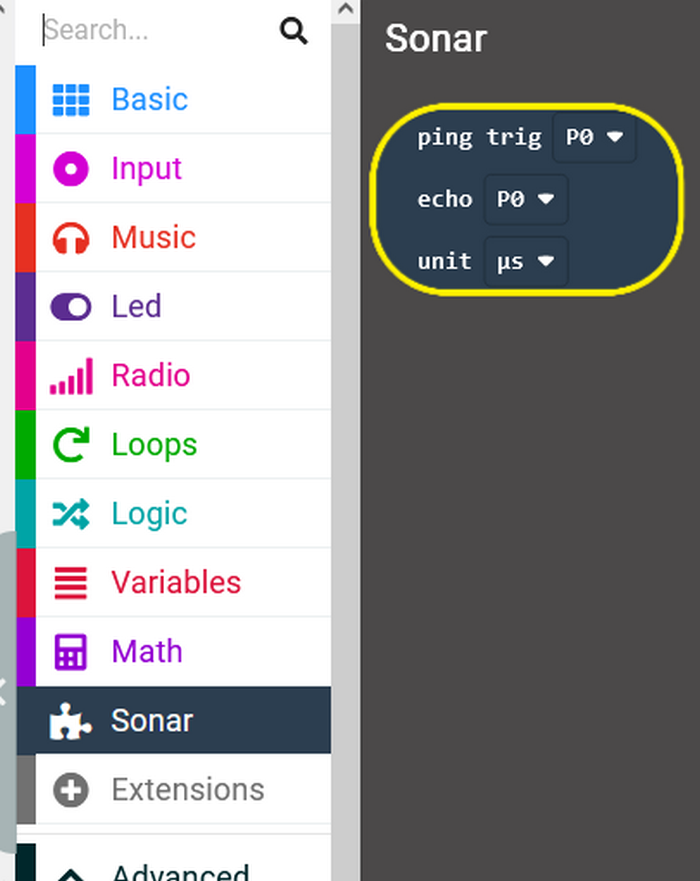 Search...
Basic
Input
Music
Led
Radio
Loops
Logic
Variables
Math
Sonar
Extensions
Advanced
Sonar
ping trig P0
echo P0
unit µs